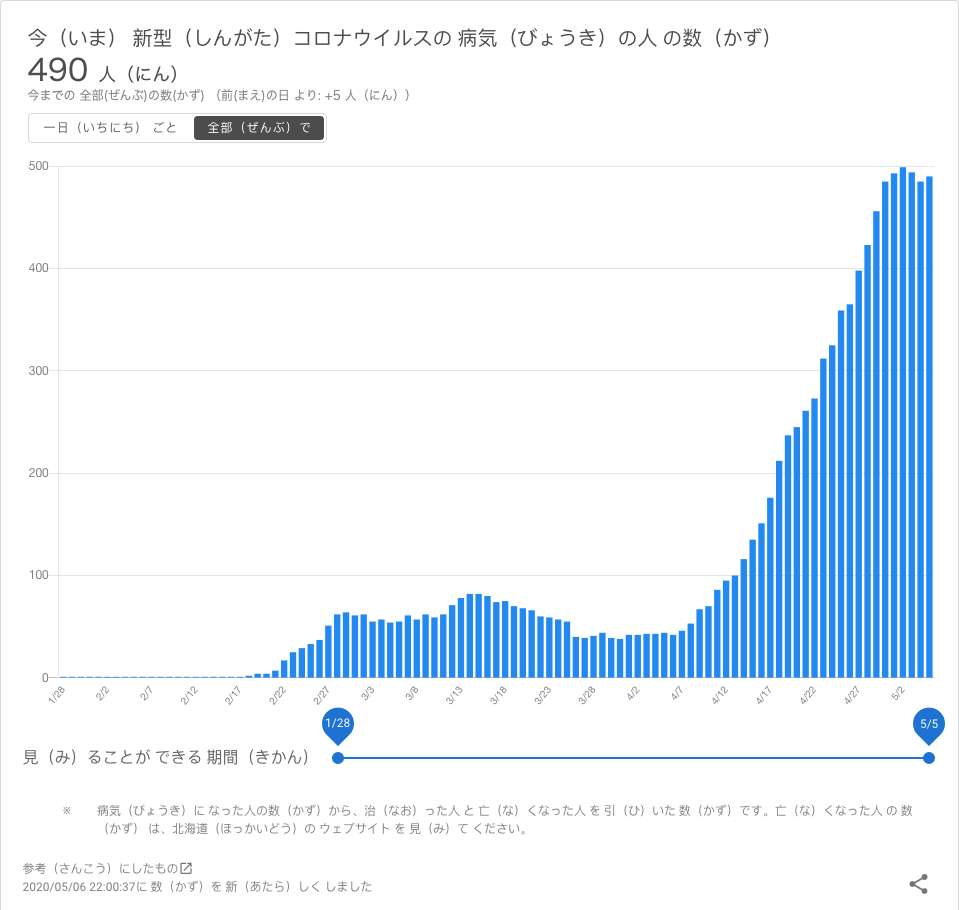 今（いま） 新型（しんがた）コロナウイルスの 病気（びょうき）の人 の数（かず）
490 人（にん）
今までの 全部(ぜんぶ)の数(かず) （前(まえ)の日 より: +5 人（にん））
一日（いちにち） ごと 全部（ぜんぶ）で
500
400
300
200
100
0
1/28 2/2 2/7 2/12 2/17 2/22 2/27 3/3 3/8 3/13 3/18 3/23 3/28 4/2 4/7 4/12 4/17 4/22 4/27 5/2
1/28 5/5
見（み）ることが できる 期間（きかん）
※ 病気（びょうき）に なった人の数（かず）から、治（なお）った人 と 亡（な）くなった人 を 引（ひ）いた 数（かず）です。亡（な）くなった人 の 数
（かず） は、北海道（ほっかいどう）の ウェブサイト を 見（み）て ください。
参考（さんこう）にしたもの
2020/05/06 22:00:37に 数（かず）を 新（あたら）しく しました